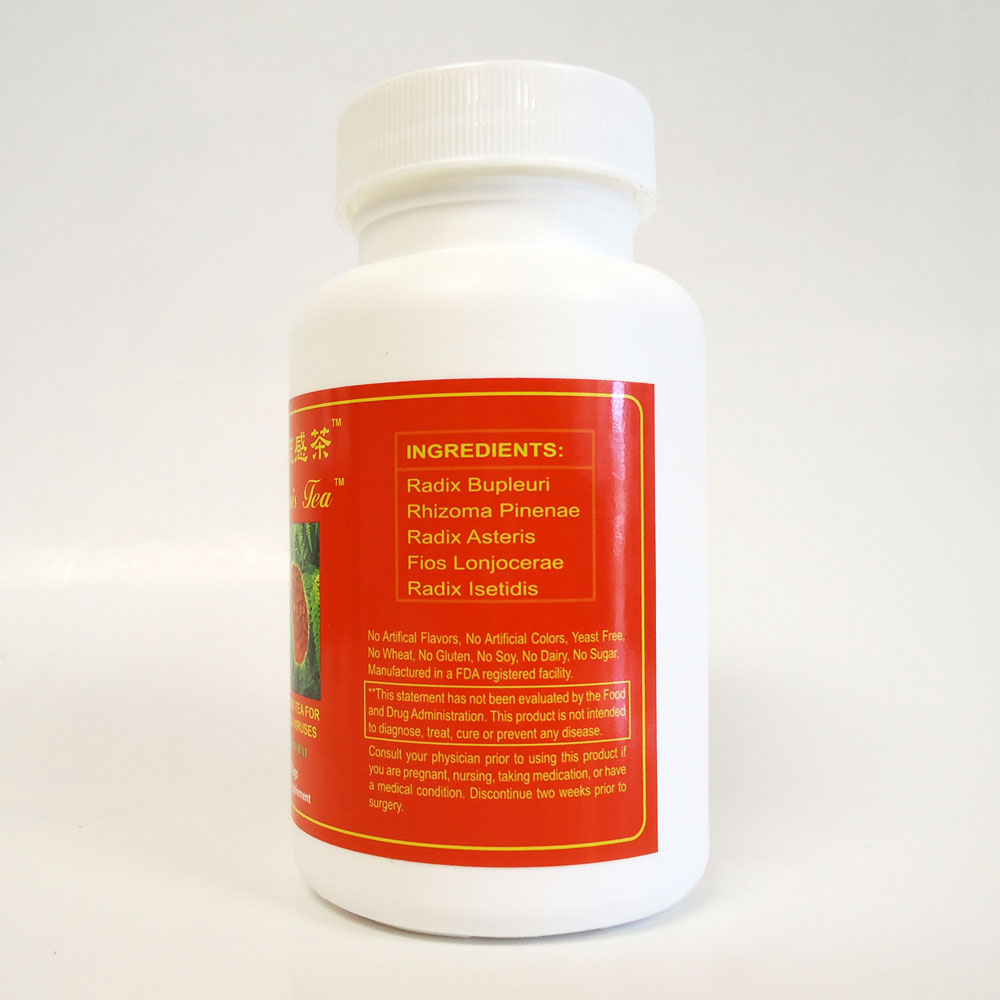 感茶™
Tea™
TEA FOR
VIRUSES
INGREDIENTS:
Radix Bupleuri
Rhizoma Pinenae
Radix Asteris
Fios Lonjocerae
Radix Isetidis
No Artifical Flavors, No Artificial Colors, Yeast Free,
No Wheat, No Gluten, No Soy, No Dairy, No Sugar.
Manufactured in a FDA registered facility.
**This statement has not been evaluated by the Food
and Drug Administration. This product is not intended
to diagnose, treat, cure or prevent any disease.
Consult your physician prior to using this product if
you are pregnant, nursing, taking medication, or have
a medical condition. Discontinue two weeks prior to
surgery.